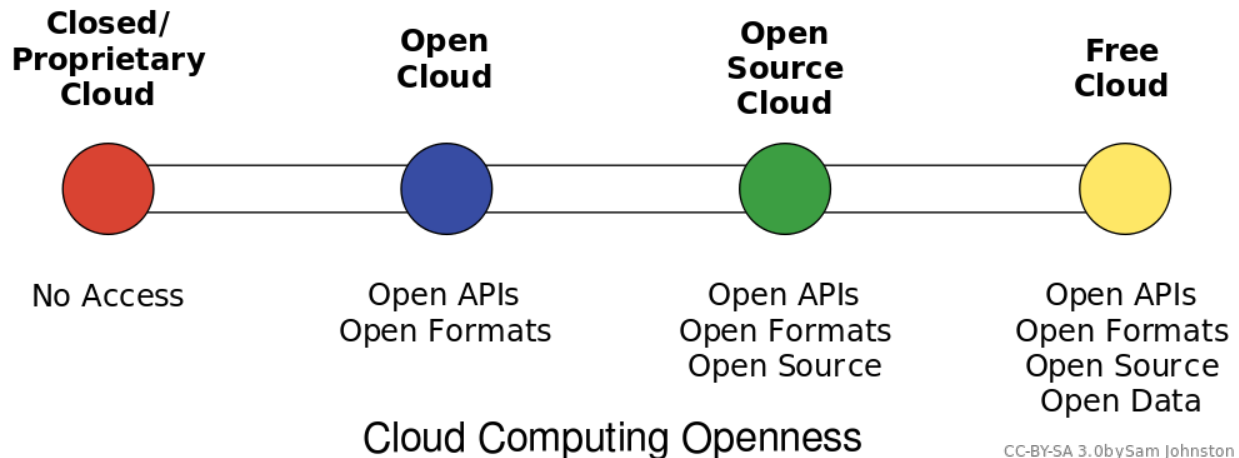 Closed/
Proprietary
Cloud
Open
Cloud
Open
Source
Cloud
Free
Cloud
No Access
Open APIs
Open Formats
Open APIs
Open Formats
Open Source
Open APIs
Open Formats
Open Source
Open Data
Cloud Computing Openness
CC-BY-SA 3.0bySam Johnston